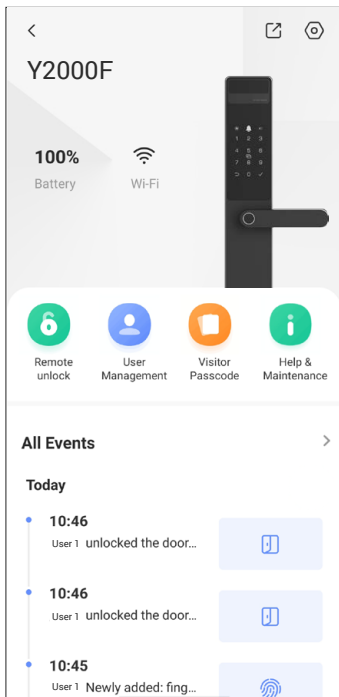 Y2000F
100%
Battery
Wi-Fi
Remote
unlock
User
Management
Visitor
Passcode
Help &
Maintenance
All Events
Today
10:46
User 1 unlocked the door...
10:46
User 1 unlocked the door...
10:45
User 1 Newly added: fing...